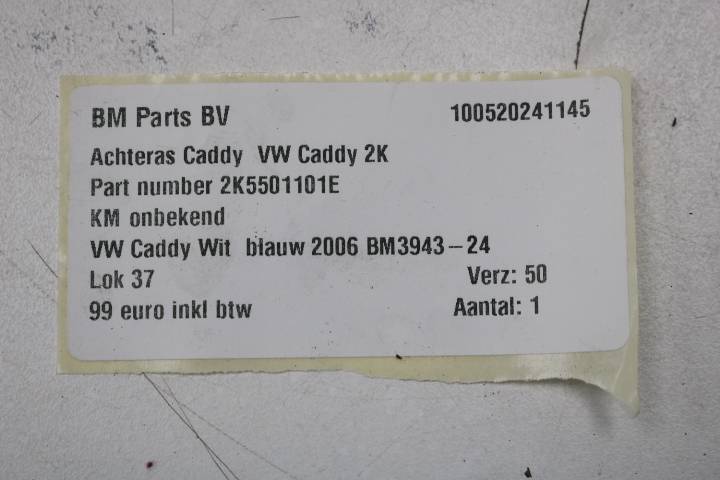 BM Parts BV 100520241145
Achteras Caddy VW Caddy 2K
Part number 2K5501101E
KM onbekend
VW Caddy Wit blauw 2006 BM3943-24
Lok 37 Verz: 50
99 euro inkl btw Aantal: 1